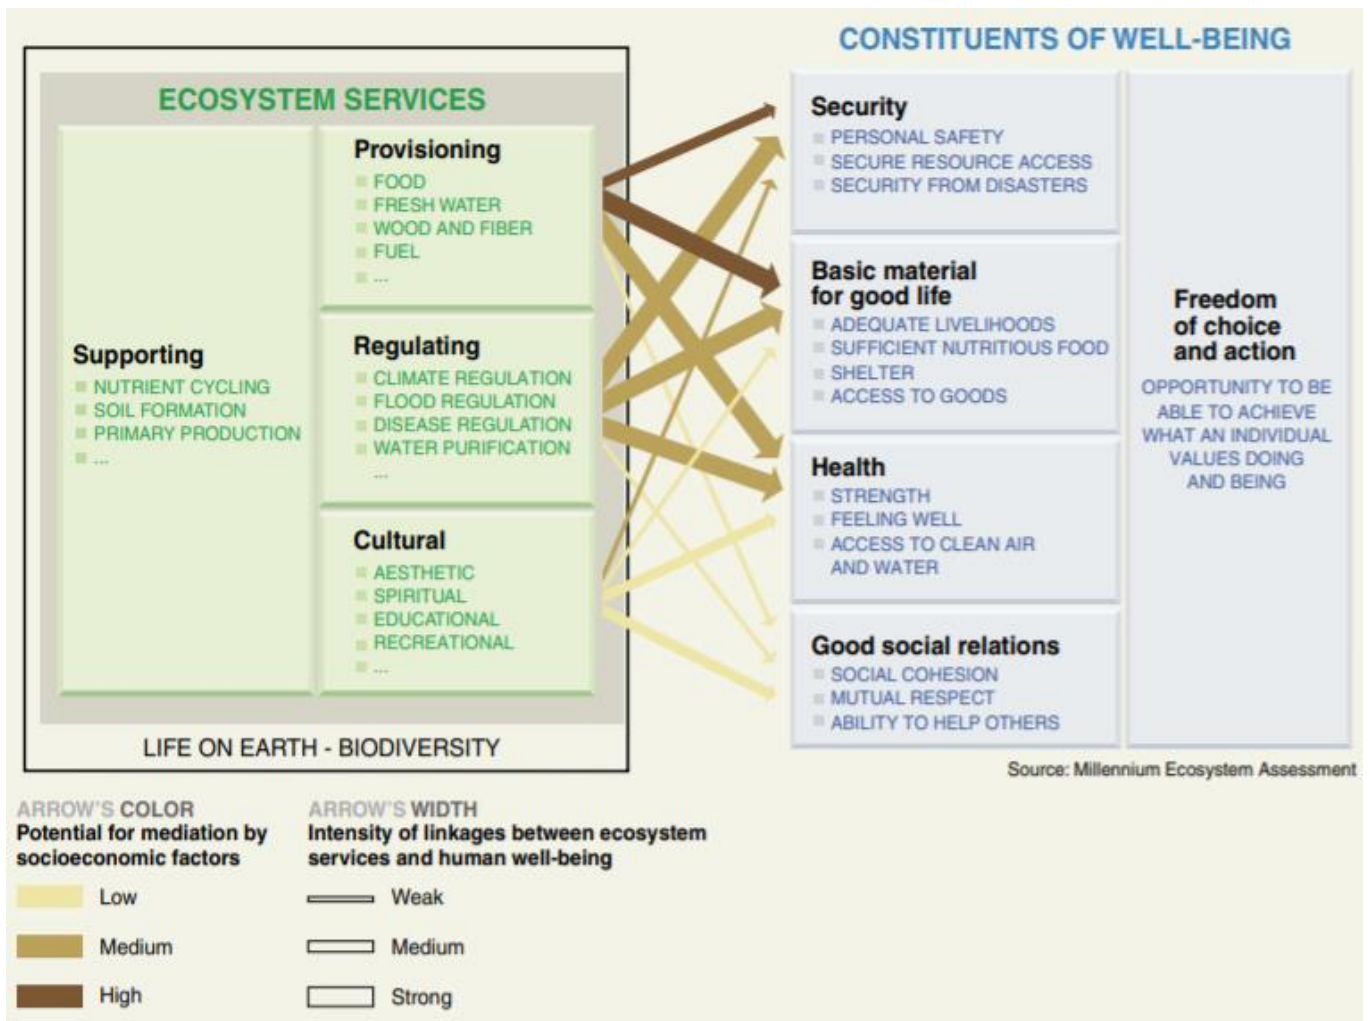 CONSTITUENTS OF WELL-BEING
ECOSYSTEM SERVICES
Supporting
NUTRIENT CYCLING
SOIL FORMATION
PRIMARY PRODUCTION
...
Provisioning
FOOD
FRESH WATER
WOOD AND FIBER
FUEL
...
Regulating
CLIMATE REGULATION
FLOOD REGULATION
DISEASE REGULATION
WATER PURIFICATION
...
Cultural
AESTHETIC
SPIRITUAL
EDUCATIONAL
RECREATIONAL
...
LIFE ON EARTH - BIODIVERSITY
Security
PERSONAL SAFETY
SECURE RESOURCE ACCESS
SECURITY FROM DISASTERS
Basic material
for good life
ADEQUATE LIVELIHOODS
SUFFICIENT NUTRITIOUS FOOD
SHELTER
ACCESS TO GOODS
Health
STRENGTH
FEELING WELL
ACCESS TO CLEAN AIR
AND WATER
Good social relations
SOCIAL COHESION
MUTUAL RESPECT
ABILITY TO HELP OTHERS
Freedom
of choice
and action
OPPORTUNITY TO BE
ABLE TO ACHIEVE
WHAT AN INDIVIDUAL
VALUES DOING
AND BEING
Source: Millennium Ecosystem Assessment
ARROW'S COLOR
Potential for mediation by
socioeconomic factors
Low
Medium
High
ARROW'S WIDTH
Intensity of linkages between ecosystem
services and human well-being
Weak
Medium
Strong